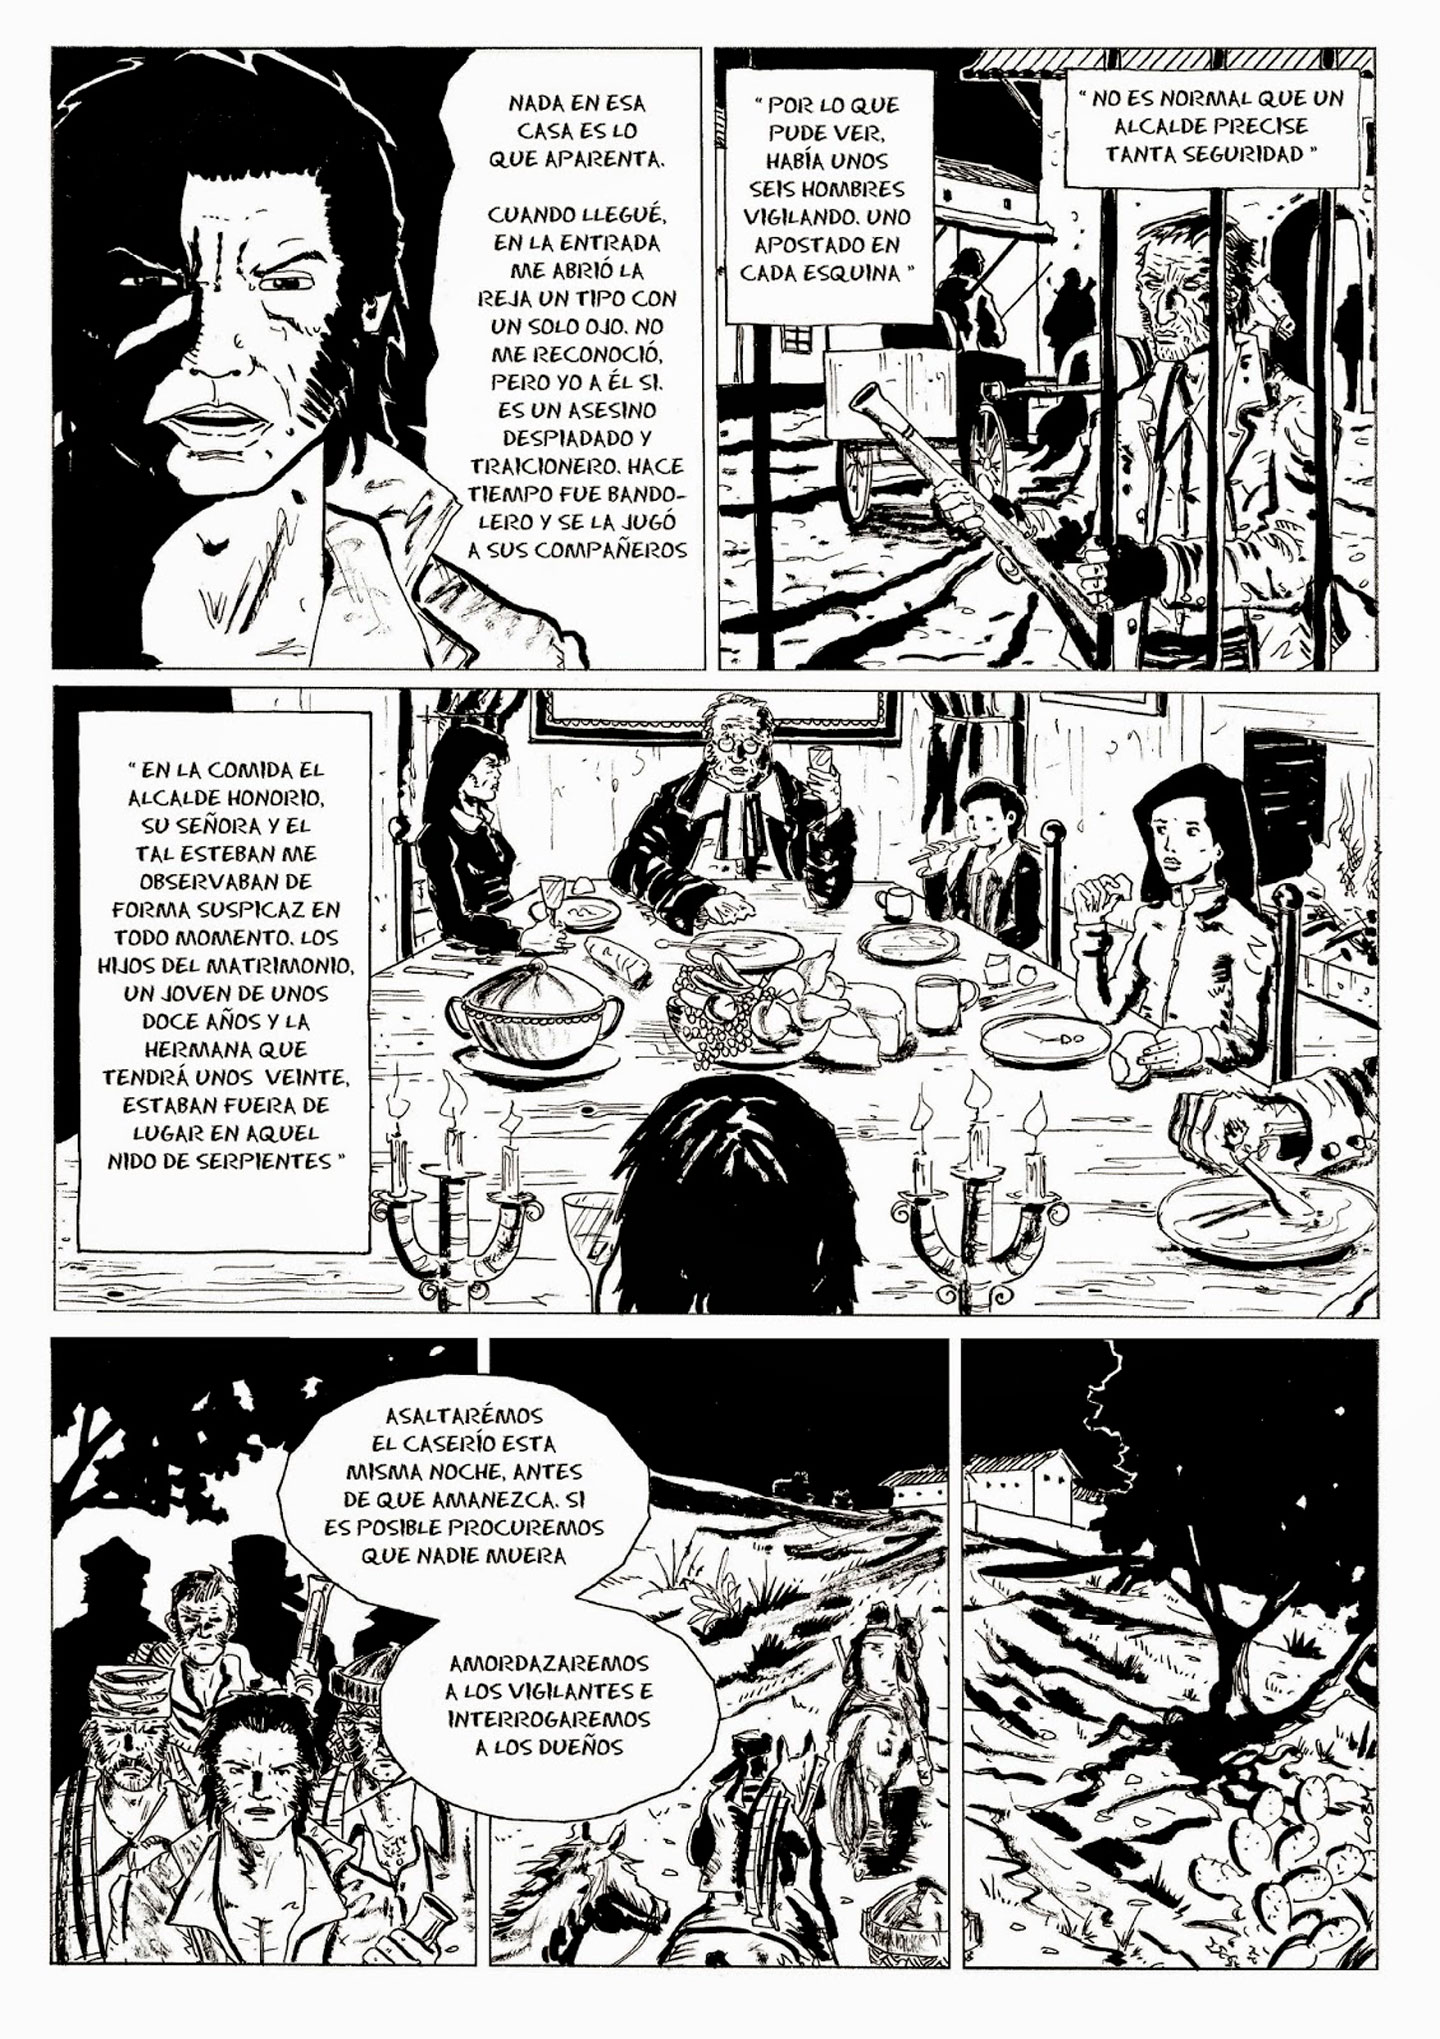 NADA EN ESA
CASA ES LO
QUE APARENTA.
CUANDO LLEGUÉ,
EN LA ENTRADA
ME ABRIÓ LA
REJA UN TIPO CON
UN SOLO OJO. NO
ME RECONOCIÓ,
PERO YO A ÉL SI.
ES UN ASESINO
DESPIADADO Y
TRAICIONERO. HACE
TIEMPO FUE BANDO-
LERO Y SE LA JUGÓ
A SUS COMPAÑEROS
" POR LO QUE
PUDE VER,
HABÍA UNOS
SEIS HOMBRES
VIGILANDO. UNO
APOSTADO EN
CADA ESQUINA "
" NO ES NORMAL QUE UN
ALCALDE PRECISE
TANTA SEGURIDAD "
" EN LA COMIDA EL
ALCALDE HONORIO,
SU SEÑORA Y EL
TAL ESTEBAN ME
OBSERVABAN DE
FORMA SUSPICAZ EN
TODO MOMENTO. LOS
HIJOS DEL MATRIMONIO,
UN JOVEN DE UNOS
DOCE AÑOS Y LA
HERMANA QUE
TENDRÁ UNOS VEINTE,
ESTABAN FUERA DE
LUGAR EN AQUEL
NIDO DE SERPIENTES "
ASALTARÉMOS
EL CASERÍO ESTA
MISMA NOCHE, ANTES
DE QUE AMANEZCA. SI
ES POSIBLE PROCUREMOS
QUE NADIE MUERA
AMORDAZAREMOS
A LOS VIGILANTES E
INTERROGAREMOS
A LOS DUEÑOS
LOBM